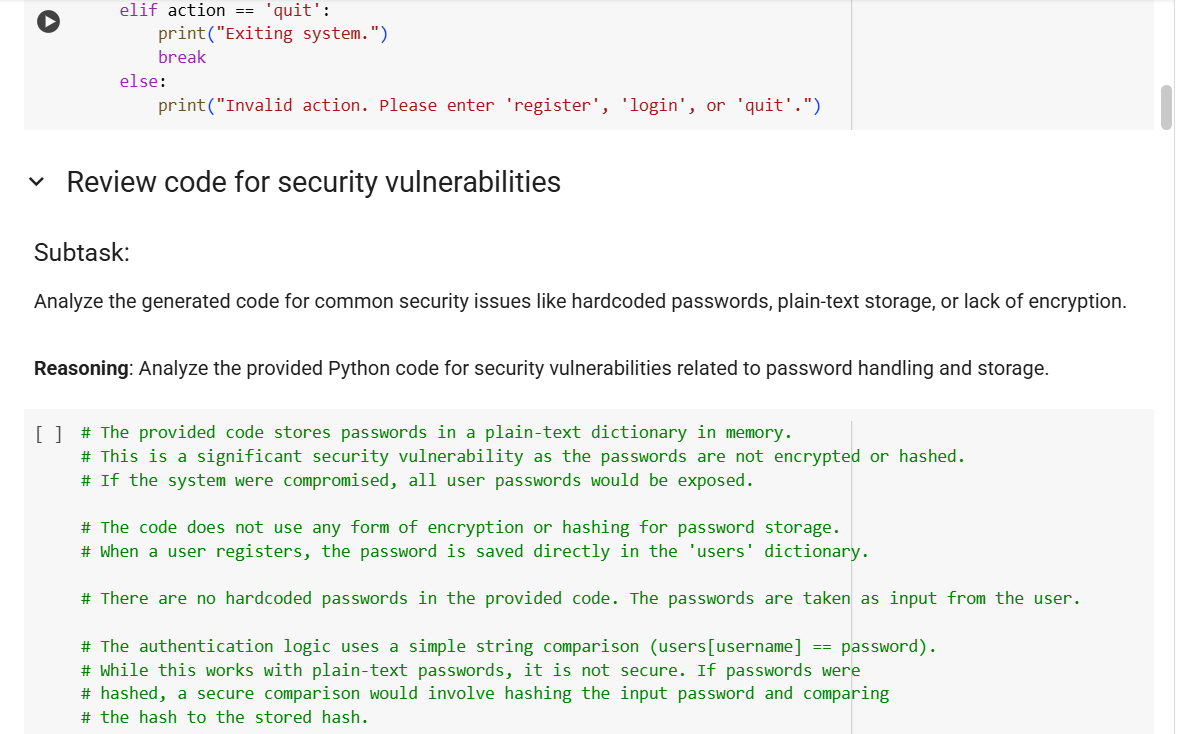 elif action == 'quit':
print("Exiting system.")
break
else:
print("Invalid action. Please enter 'register', 'login', or 'quit'.")
Review code for security vulnerabilities
Subtask:
Analyze the generated code for common security issues like hardcoded passwords, plain-text storage, or lack of encryption.
Reasoning: Analyze the provided Python code for security vulnerabilities related to password handling and storage.
[ ] # The provided code stores passwords in a plain-text dictionary in memory.
# This is a significant security vulnerability as the passwords are not encrypted or hashed.
# If the system were compromised, all user passwords would be exposed.
# The code does not use any form of encryption or hashing for password storage.
# When a user registers, the password is saved directly in the 'users' dictionary.
# There are no hardcoded passwords in the provided code. The passwords are taken as input from the user.
# The authentication logic uses a simple string comparison (users[username] == password).
# While this works with plain-text passwords, it is not secure. If passwords were
# hashed, a secure comparison would involve hashing the input password and comparing
# the hash to the stored hash.